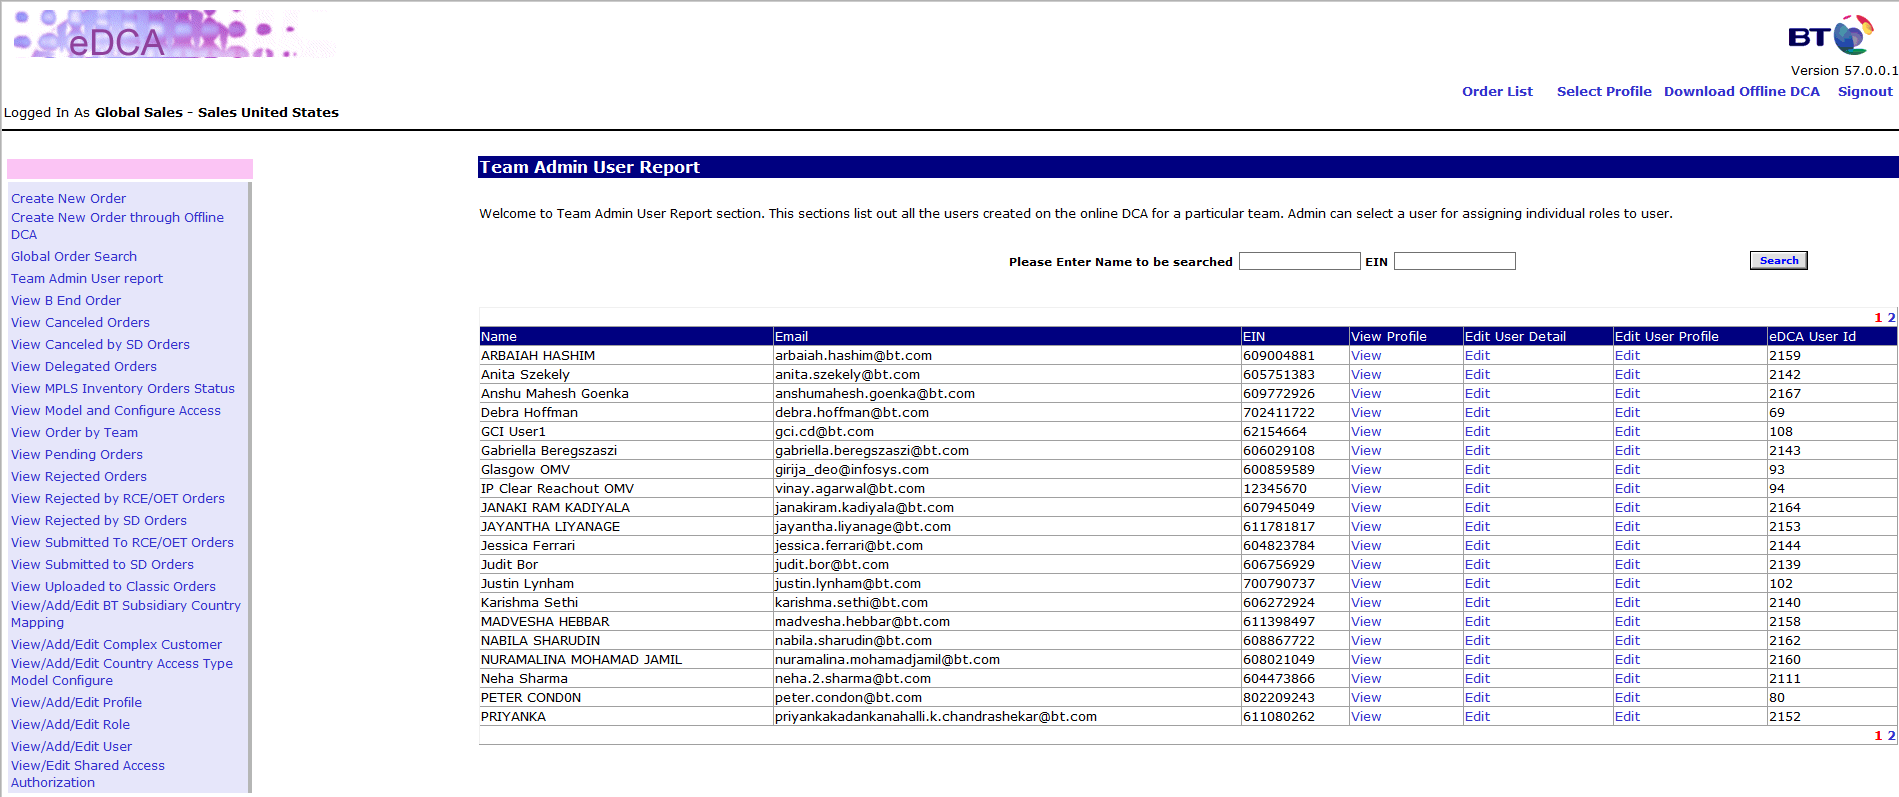 eDCA
BT
Version 57.0.0.1
Order List Select Profile Download Offline DCA Signout
Logged In As Global Sales - Sales United States
Create New Order
Create New Order through Offline
DCA
Global Order Search
Team Admin User report
View B End Order
View Canceled Orders
View Canceled by SD Orders
View Delegated Orders
View MPLS Inventory Orders Status
View Model and Configure Access
View Order by Team
View Pending Orders
View Rejected Orders
View Rejected by RCE/OET Orders
View Rejected by SD Orders
View Submitted To RCE/OET Orders
View Submitted to SD Orders
View Uploaded to Classic Orders
View/Add/Edit BT Subsidiary Country
Mapping
View/Add/Edit Complex Customer
View/Add/Edit Country Access Type
Model Configure
View/Add/Edit Profile
View/Add/Edit Role
View/Add/Edit User
View/Edit Shared Access
Authorization
Team Admin User Report
Welcome to Team Admin User Report section. This sections list out all the users created on the online DCA for a particular team. Admin can select a user for assigning individual roles to user.
Please Enter Name to be searched EIN Search
1 2
Name Email EIN View Profile Edit User Detail Edit User Profile eDCA User Id
ARBAIAH HASHIM arbaiah.hashim@bt.com 609004881 View Edit Edit 2159
Anita Szekely anita.szekely@bt.com 605751383 View Edit Edit 2142
Anshu Mahesh Goenka anshumahesh.goenka@bt.com 609772926 View Edit Edit 2167
Debra Hoffman debra.hoffman@bt.com 702411722 View Edit Edit 69
GCI User1 gci.cd@bt.com 62154664 View Edit Edit 108
Gabriella Beregszaszi gabriella.beregszaszi@bt.com 606029108 View Edit Edit 2143
Glasgow OMV girija_deo@infosys.com 600859589 View Edit Edit 93
IP Clear Reachout OMV vinay.agarwal@bt.com 12345670 View Edit Edit 94
JANAKI RAM KADIYALA janakiram.kadiyala@bt.com 607945049 View Edit Edit 2164
JAYANTHA LIYANAGE jayantha.liyanage@bt.com 611781817 View Edit Edit 2153
Jessica Ferrari jessica.ferrari@bt.com 604823784 View Edit Edit 2144
Judit Bor judit.bor@bt.com 606756929 View Edit Edit 2139
Justin Lynham justin.lynham@bt.com 700790737 View Edit Edit 102
Karishma Sethi karishma.sethi@bt.com 606272924 View Edit Edit 2140
MADVESHA HEBBAR madvesha.hebbar@bt.com 611398497 View Edit Edit 2158
NABILA SHARUDIN nabila.sharudin@bt.com 608867722 View Edit Edit 2162
NURAMALINA MOHAMAD JAMIL nuramalina.mohamadjamil@bt.com 608021049 View Edit Edit 2160
Neha Sharma neha.2.sharma@bt.com 604473866 View Edit Edit 2111
PETER COND0N peter.condon@bt.com 802209243 View Edit Edit 80
PRIYANKA priyankakadankanahalli.k.chandrashekar@bt.com 611080262 View Edit Edit 2152
1 2